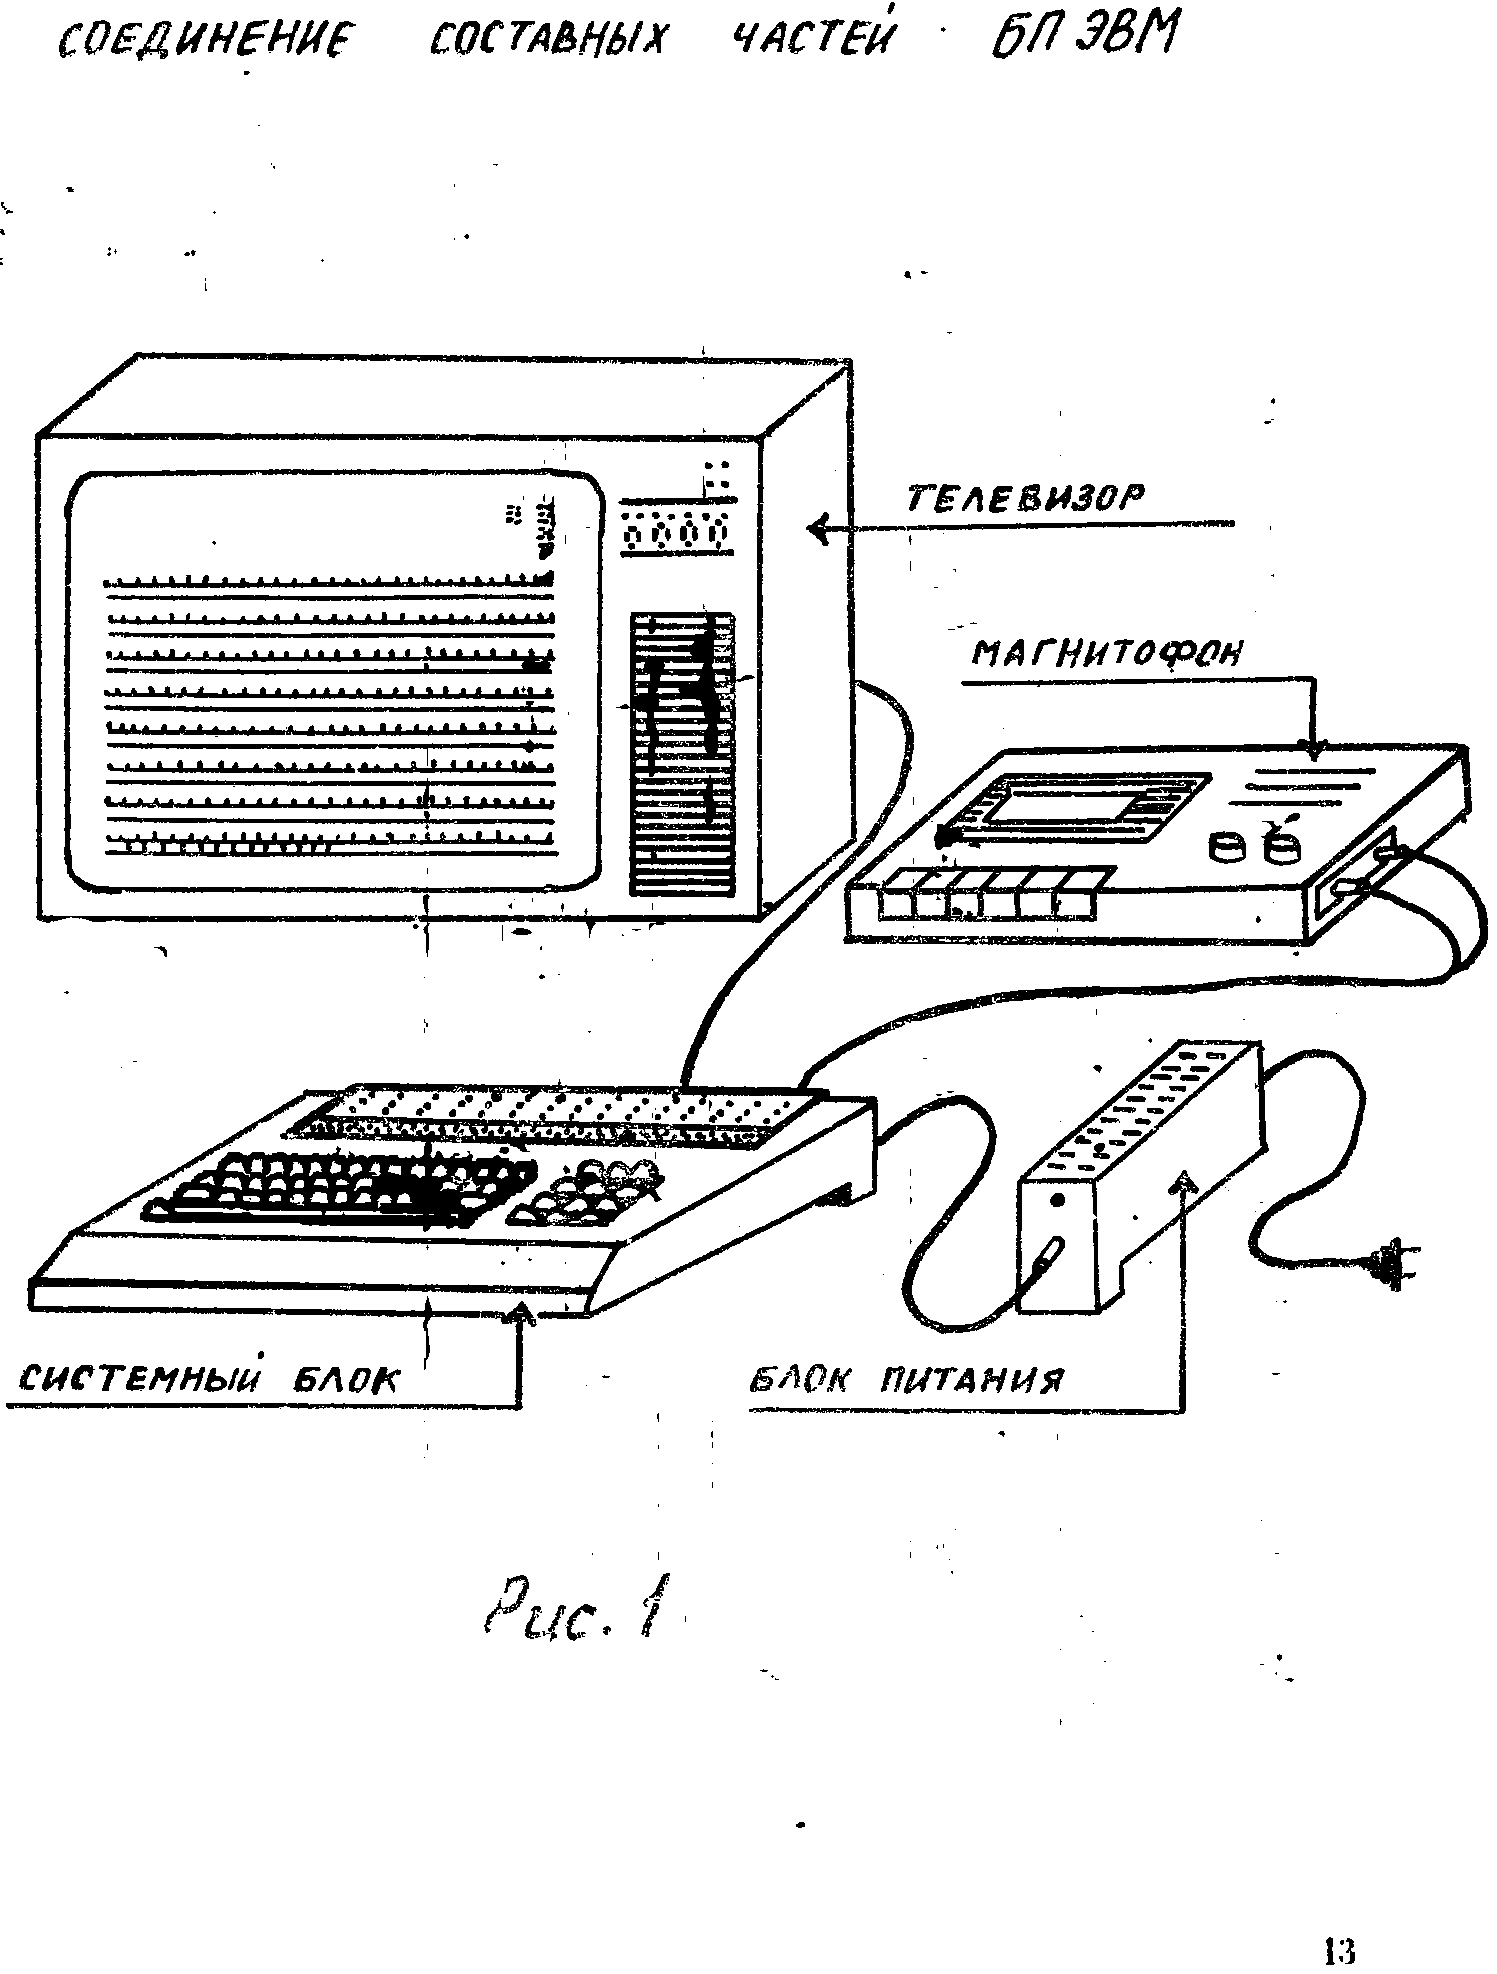 СОЕДИНЕНИЕ СОСТАВНЫХ ЧАСТЕЙ БП ЭВМ
ТЕЛЕВИЗОР
МАГНИТОФОН
СИСТЕМНЫЙ БЛОК
БЛОК ПИТАНИЯ
Рис. 1
13